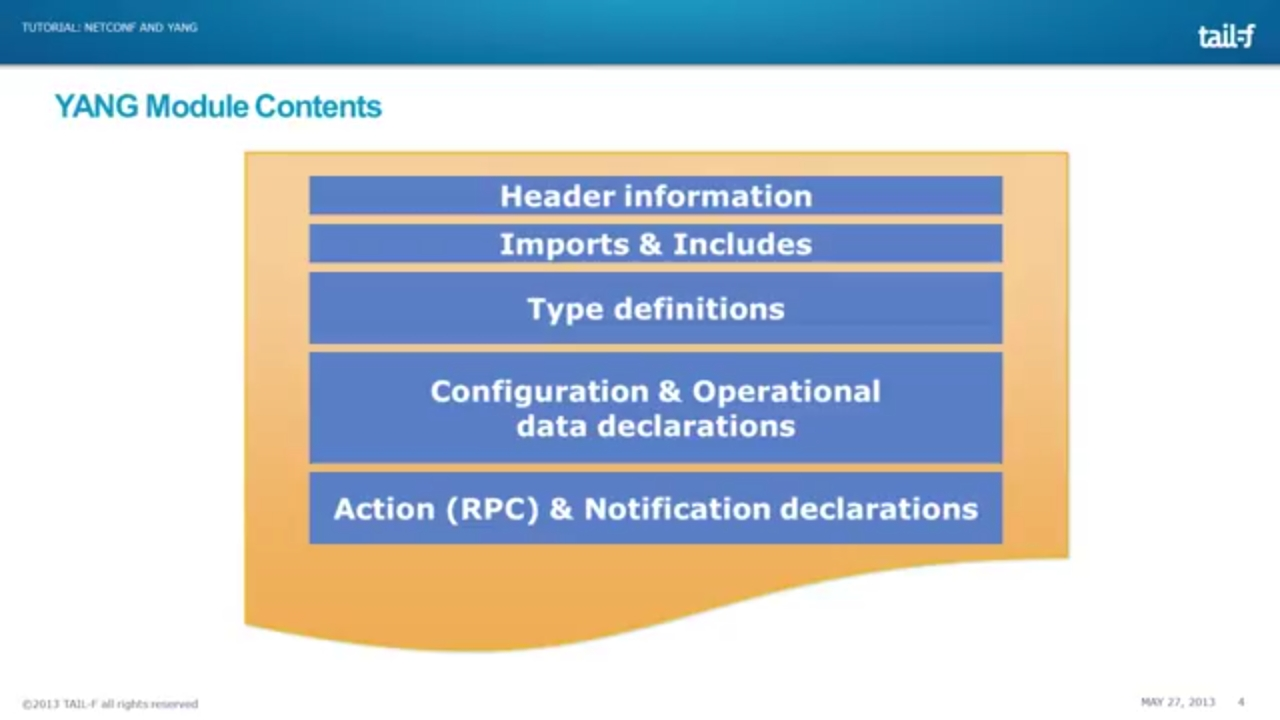 TUTORIAL: NETCONF AND YANG
tail-f
YANG Module Contents
Header information
Imports & Includes
Type definitions
Configuration & Operational
data declarations
Action (RPC) & Notification declarations
©2013 TAIL-F all rights reserved
MAY 27, 2013 4